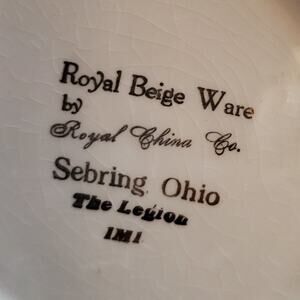 Royal Beige Ware
by
Royal China Co.
Sebring Ohio
The Legion
1M1